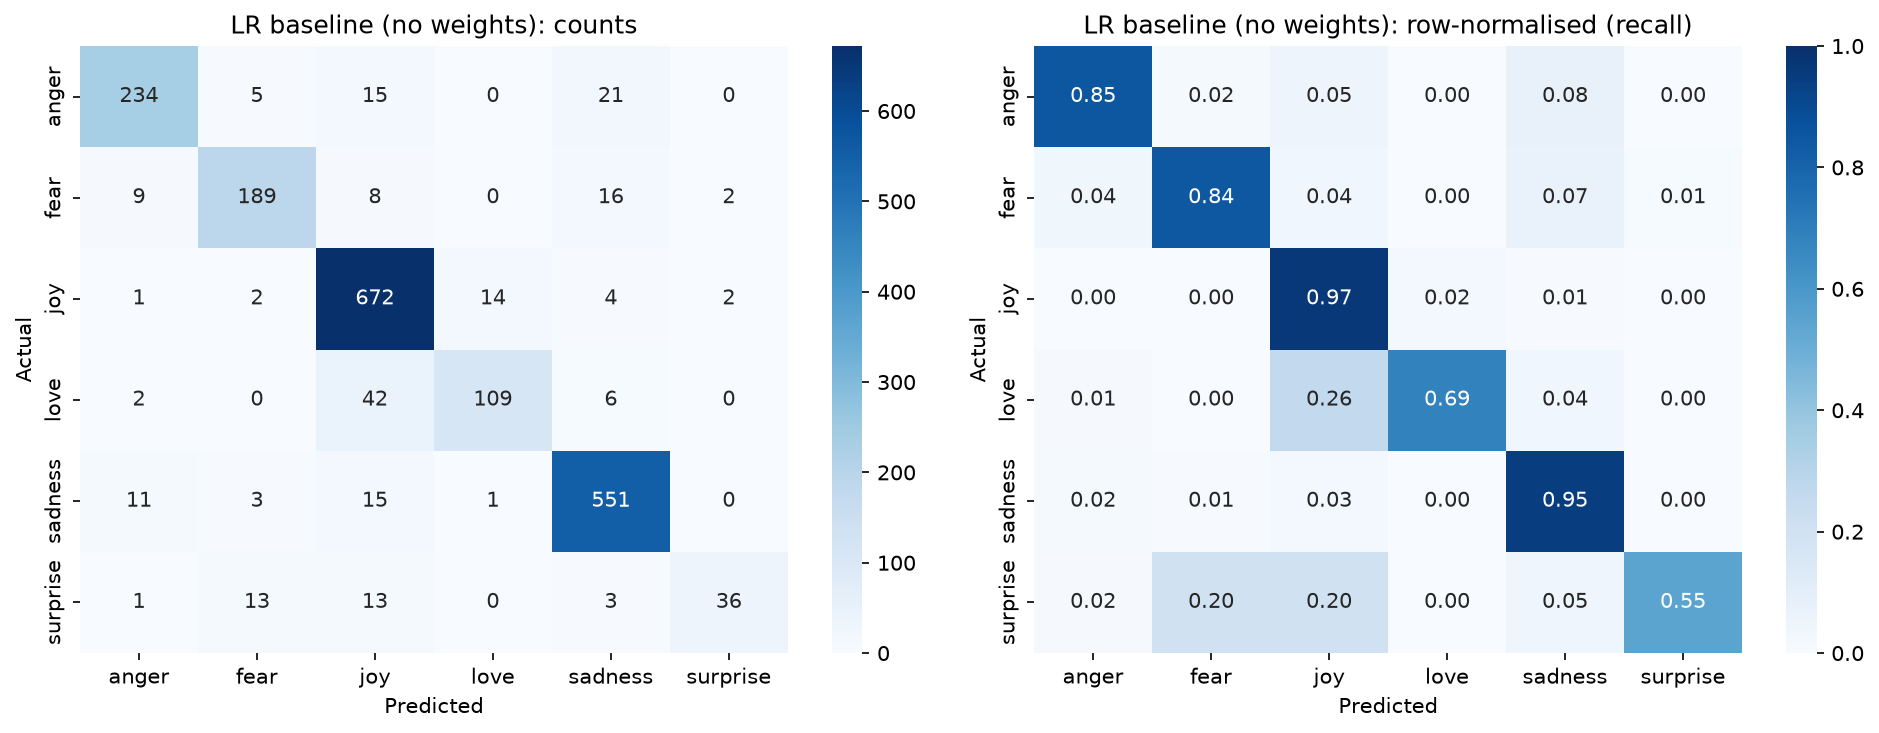 LR baseline (no weights): counts
Actual
anger 234 5 15 0 21 0
fear 9 189 8 0 16 2
joy 1 2 672 14 4 2
love 2 0 42 109 6 0
sadness 11 3 15 1 551 0
surprise 1 13 13 0 3 36
anger fear joy love sadness surprise
Predicted
600
500
400
300
200
100
0
LR baseline (no weights): row-normalised (recall)
Actual
anger 0.85 0.02 0.05 0.00 0.08 0.00
fear 0.04 0.84 0.04 0.00 0.07 0.01
joy 0.00 0.00 0.97 0.02 0.01 0.00
love 0.01 0.00 0.26 0.69 0.04 0.00
sadness 0.02 0.01 0.03 0.00 0.95 0.00
surprise 0.02 0.20 0.20 0.00 0.05 0.55
anger fear joy love sadness surprise
Predicted
1.0
0.8
0.6
0.4
0.2
0.0